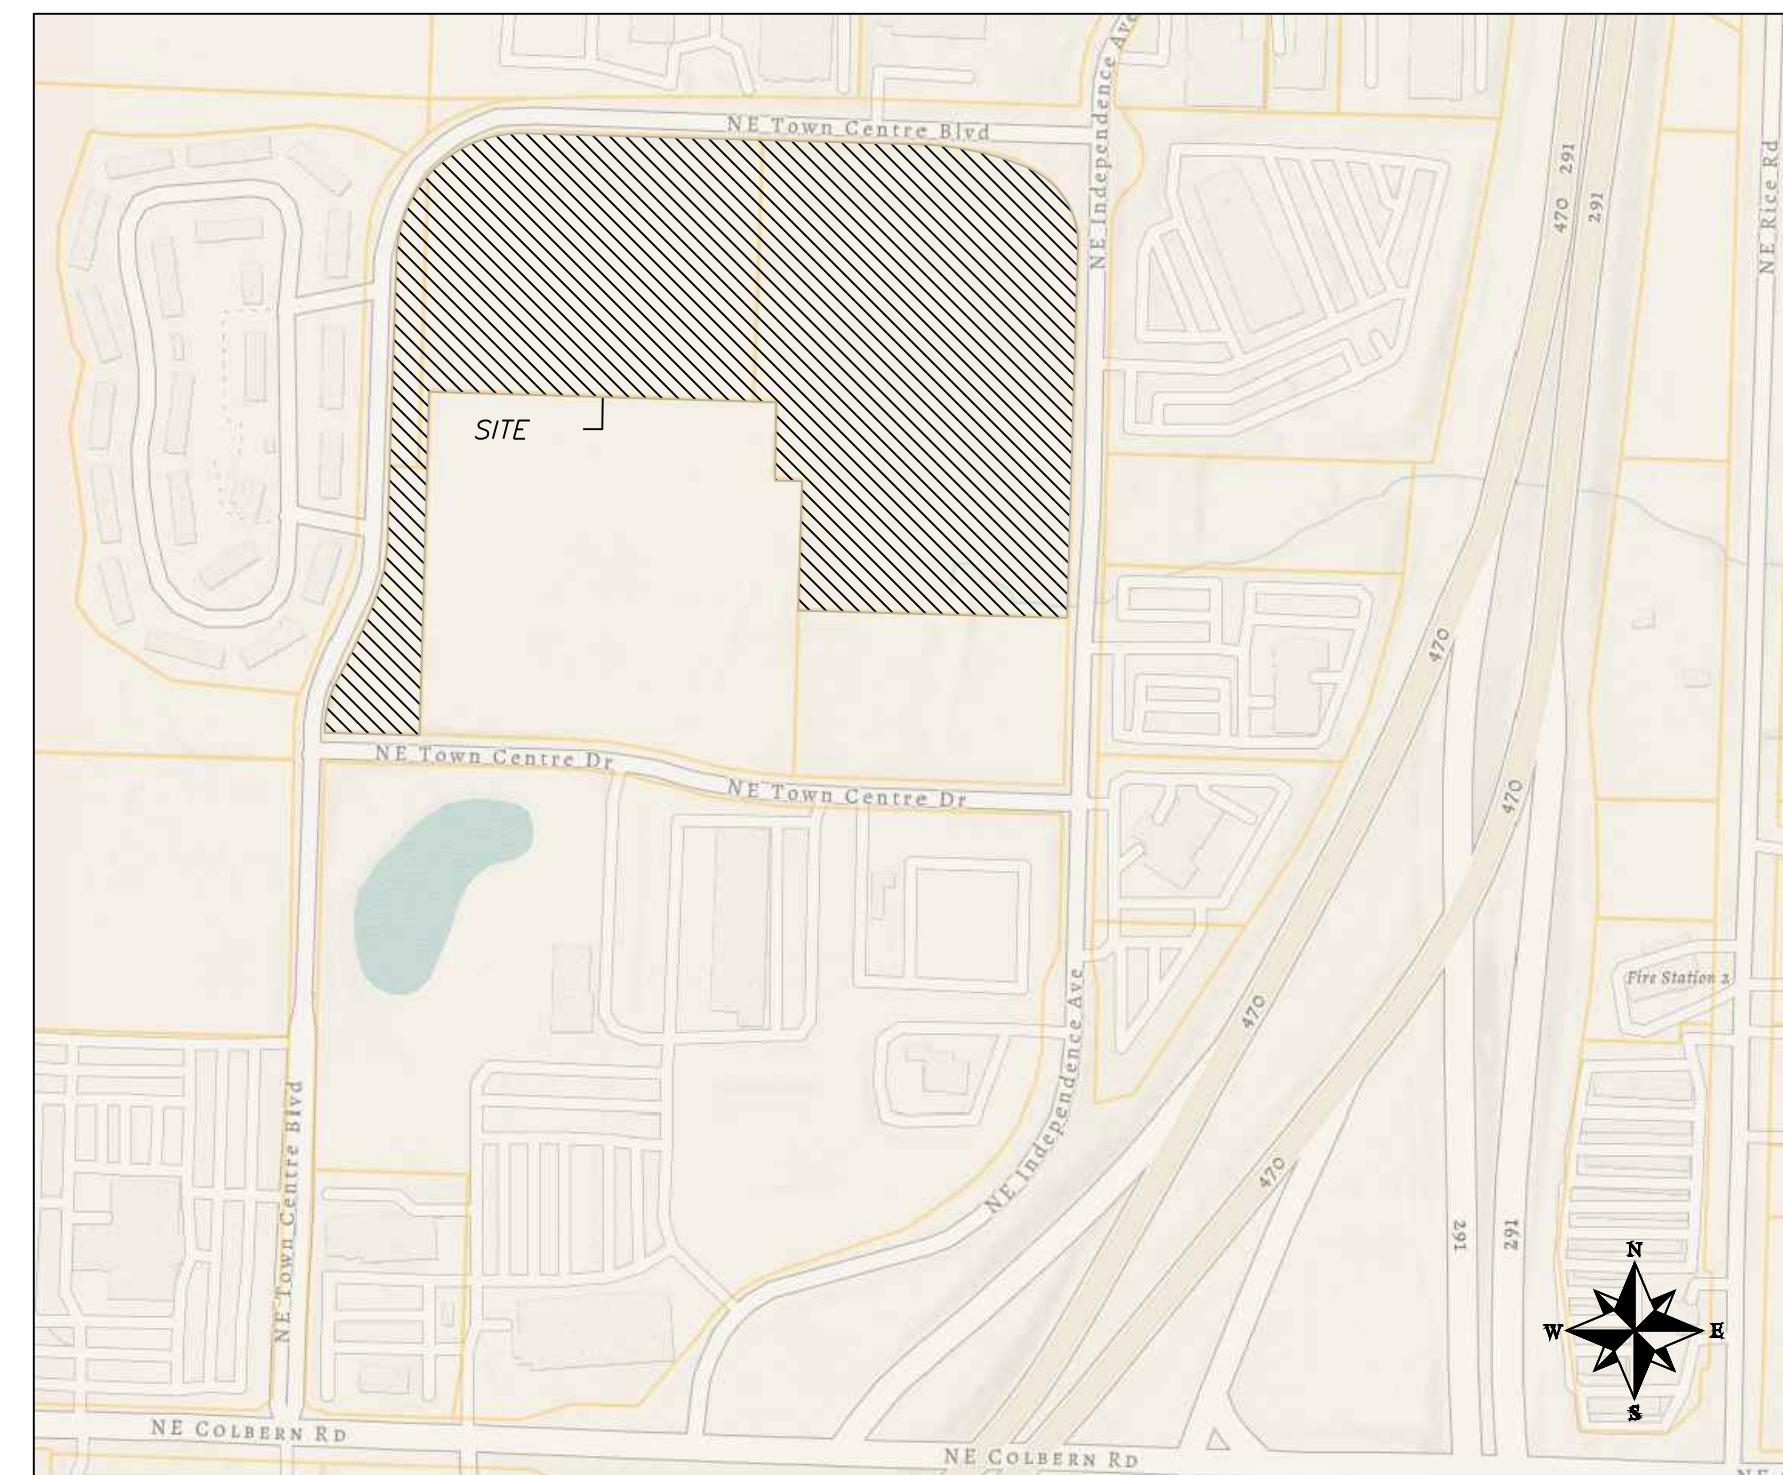 NE Independence Ave
NE Town Centre Blvd
291
470
291
NE Rice Rd
SITE
470
NE Town Centre Dr
NE Town Centre Dr
470
Fire Station 2
470
NE Independence Ave
NE Town Centre Blvd
470
291
291
N
W
E
S
NE COLBERN RD
NE COLBERN RD